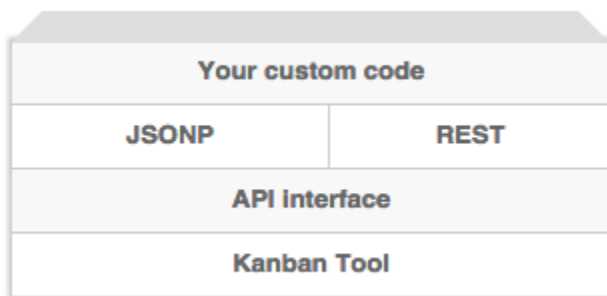 Your custom code
JSONP REST
API interface
Kanban Tool